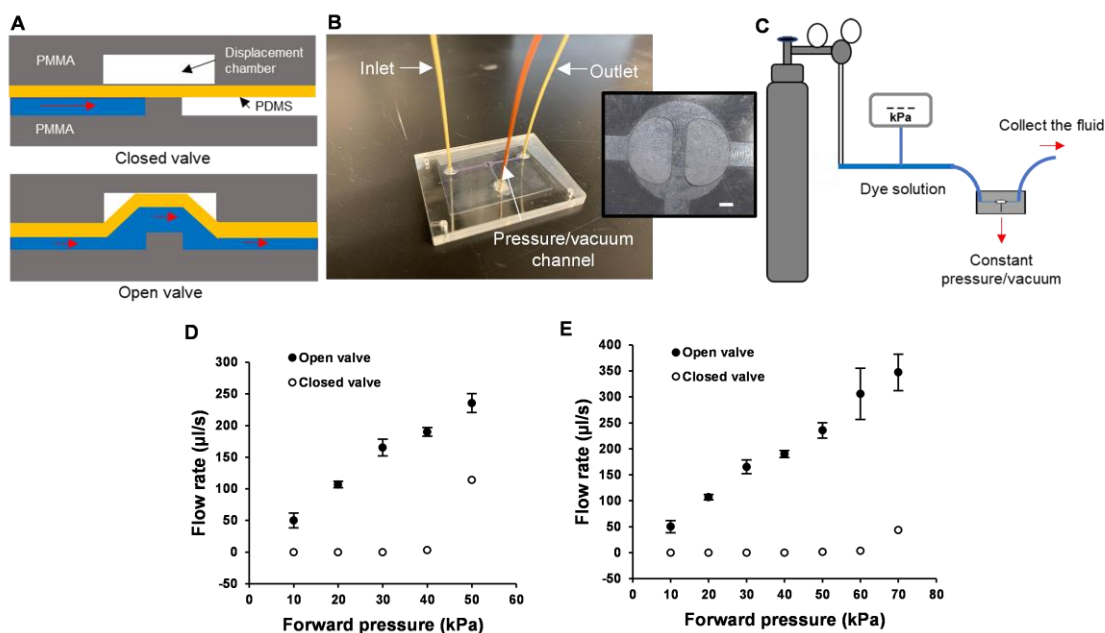 A
PMMA
Displacement
chamber
PDMS
PMMA
Closed valve
Open valve
B
Inlet
Outlet
Pressure/vacuum
channel
C
kPa
Collect the fluid
Dye solution
Constant
pressure/vacuum
D
Open valve
Closed valve
Flow rate (µl/s)
300
250
200
150
100
50
0
-50
0 10 20 30 40 50 60
Forward pressure (kPa)
E
Open valve
Closed valve
Flow rate (µl/s)
400
350
300
250
200
150
100
50
0
-50
0 10 20 30 40 50 60 70 80
Forward pressure (kPa)